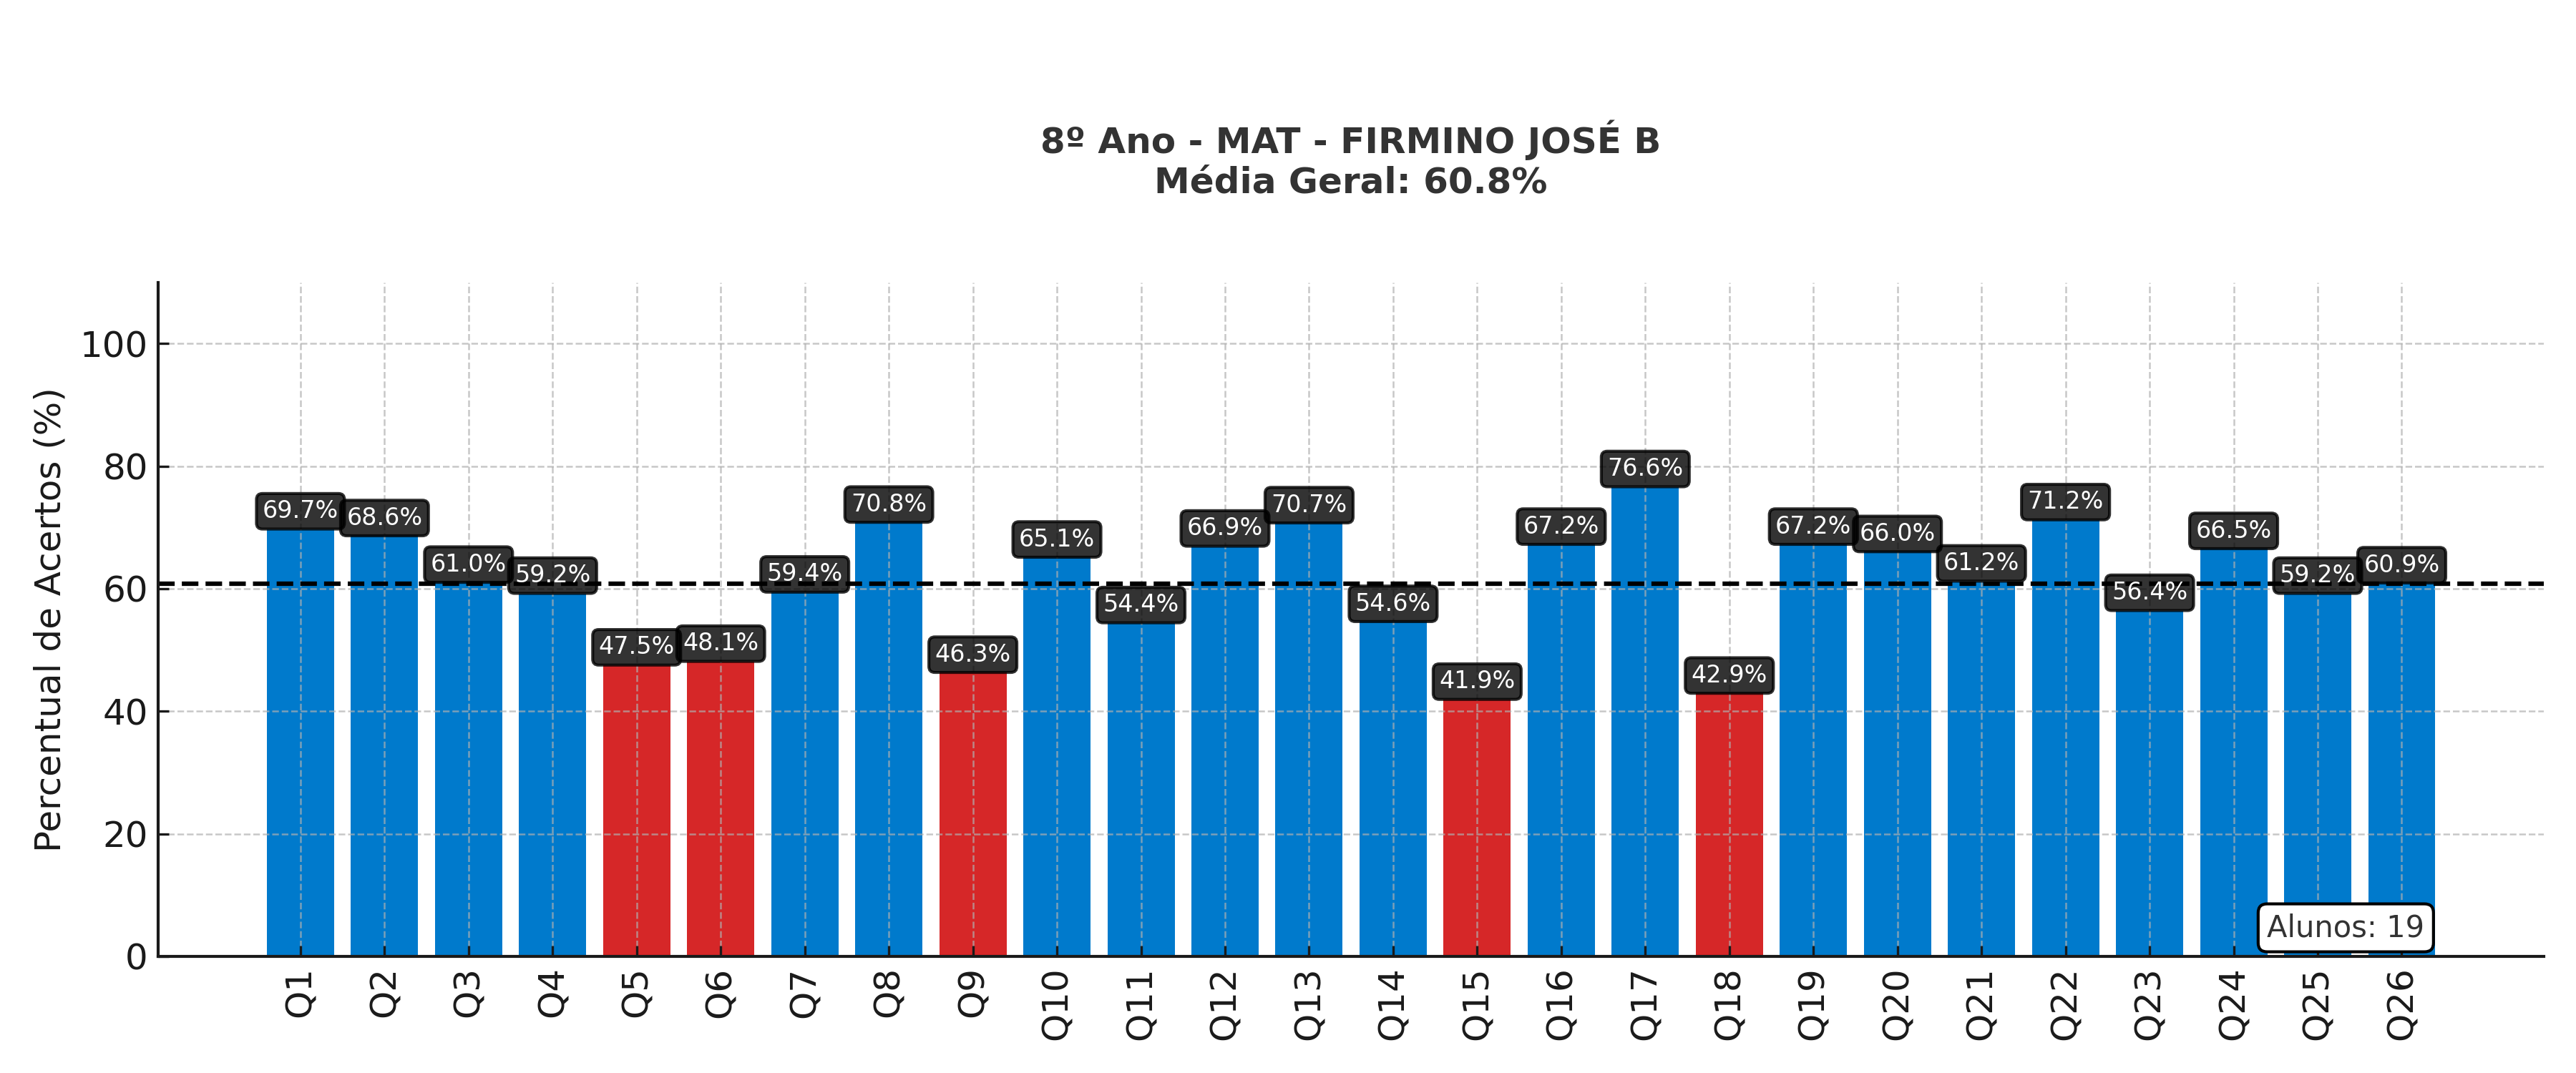 8º Ano - MAT - FIRMINO JOSÉ B
Média Geral: 60.8%
Percentual de Acertos (%)
100
80
60
40
20
0
69.7%
68.6%
61.0%
59.2%
47.5%
48.1%
59.4%
70.8%
46.3%
65.1%
54.4%
66.9%
70.7%
54.6%
41.9%
67.2%
76.6%
42.9%
67.2%
66.0%
61.2%
71.2%
56.4%
66.5%
59.2%
60.9%
Alunos: 19
Q1
Q2
Q3
Q4
Q5
Q6
Q7
Q8
Q9
Q10
Q11
Q12
Q13
Q14
Q15
Q16
Q17
Q18
Q19
Q20
Q21
Q22
Q23
Q24
Q25
Q26